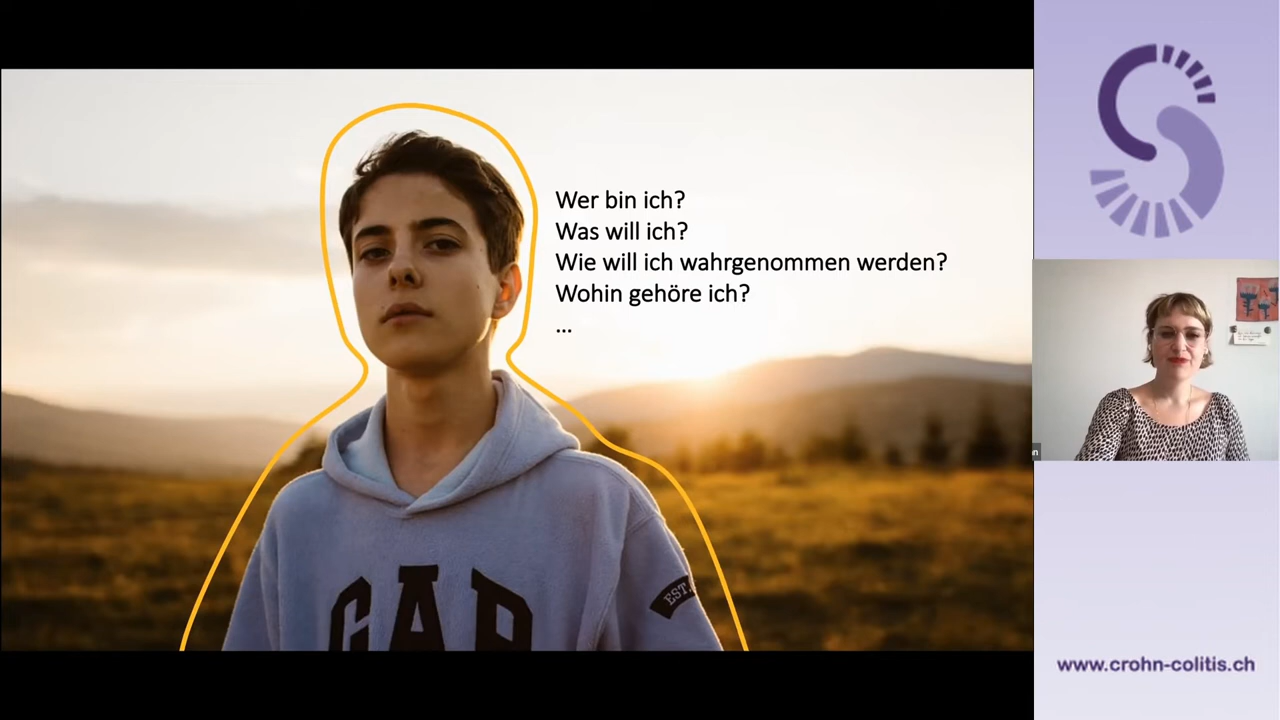 Wer bin ich?
Was will ich?
Wie will ich wahrgenommen werden?
Wohin gehöre ich?
...
GAP
EST.
n
www.crohn-colitis.ch